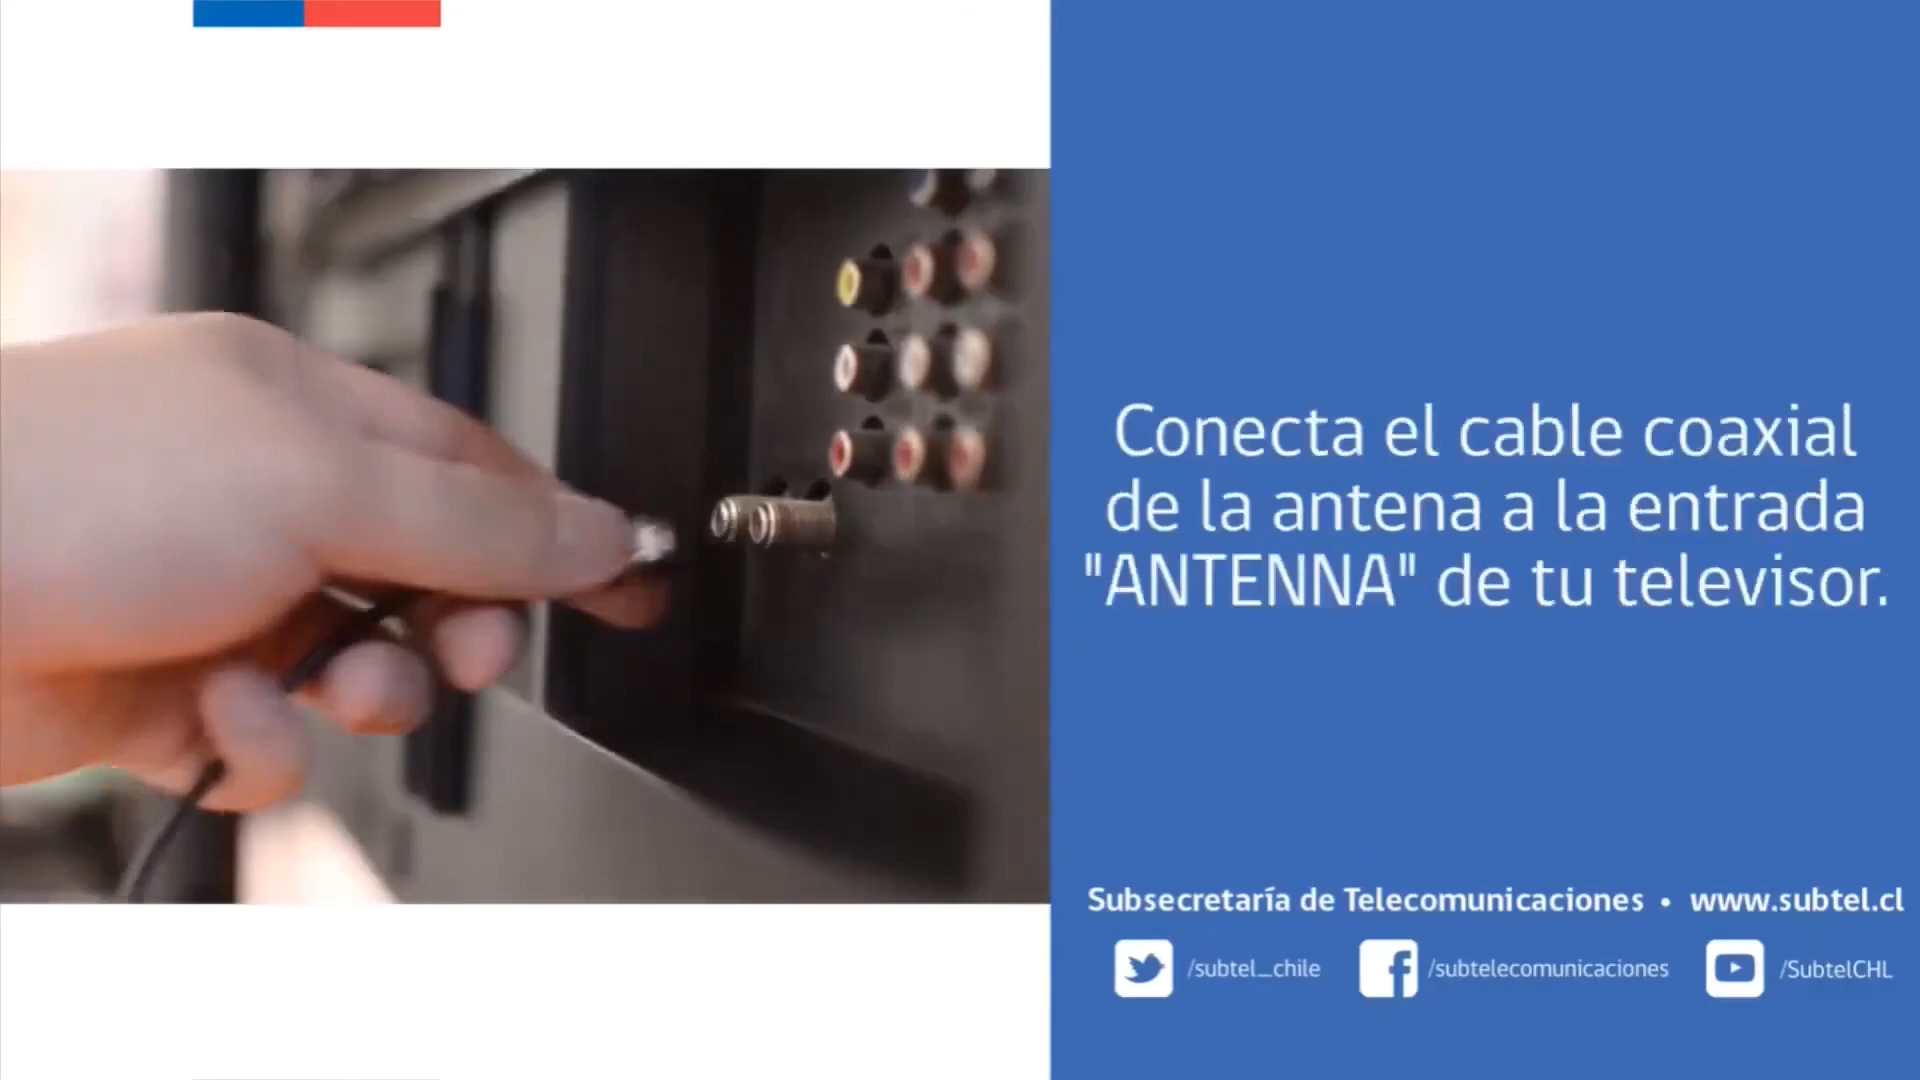 Conecta el cable coaxial
de la antena a la entrada
"ANTENNA" de tu televisor.
Subsecretaría de Telecomunicaciones • www.subtel.cl
/subtel_chile /subtelecomunicaciones /SubtelCHL